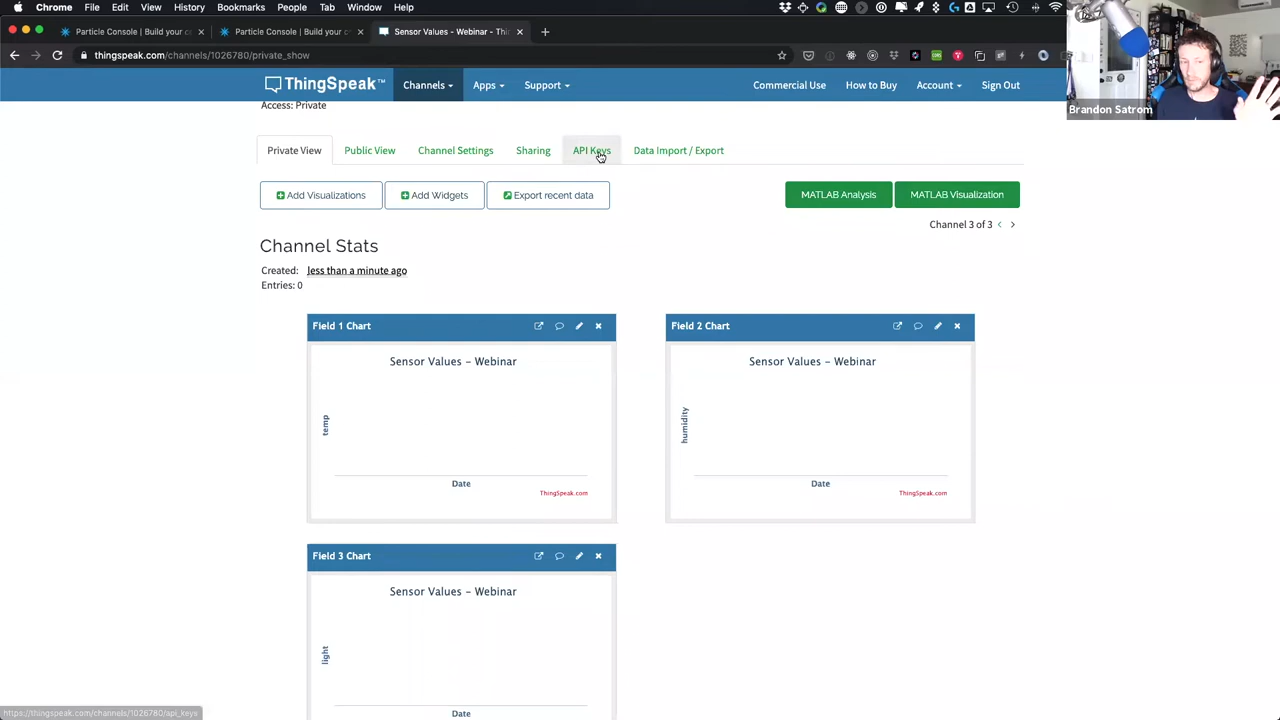 Chrome File Edit View History Bookmarks People Tab Window Help
Particle Console | Build your co
Particle Console | Build your co
Sensor Values - Webinar - Thi
thingspeak.com/channels/1026780/private_show
ThingSpeak™
Channels
Apps
Support
Commercial Use
How to Buy
Account
Sign Out
Brandon Satrom
Access: Private
Private View
Public View
Channel Settings
Sharing
API Keys
Data Import / Export
Add Visualizations
Add Widgets
Export recent data
MATLAB Analysis
MATLAB Visualization
Channel 3 of 3
Channel Stats
Created: less than a minute ago
Entries: 0
Field 1 Chart
Sensor Values - Webinar
temp
Date
ThingSpeak.com
Field 2 Chart
Sensor Values - Webinar
humidity
Date
ThingSpeak.com
Field 3 Chart
Sensor Values - Webinar
light
Date
https://thingspeak.com/channels/1026780/api_keys